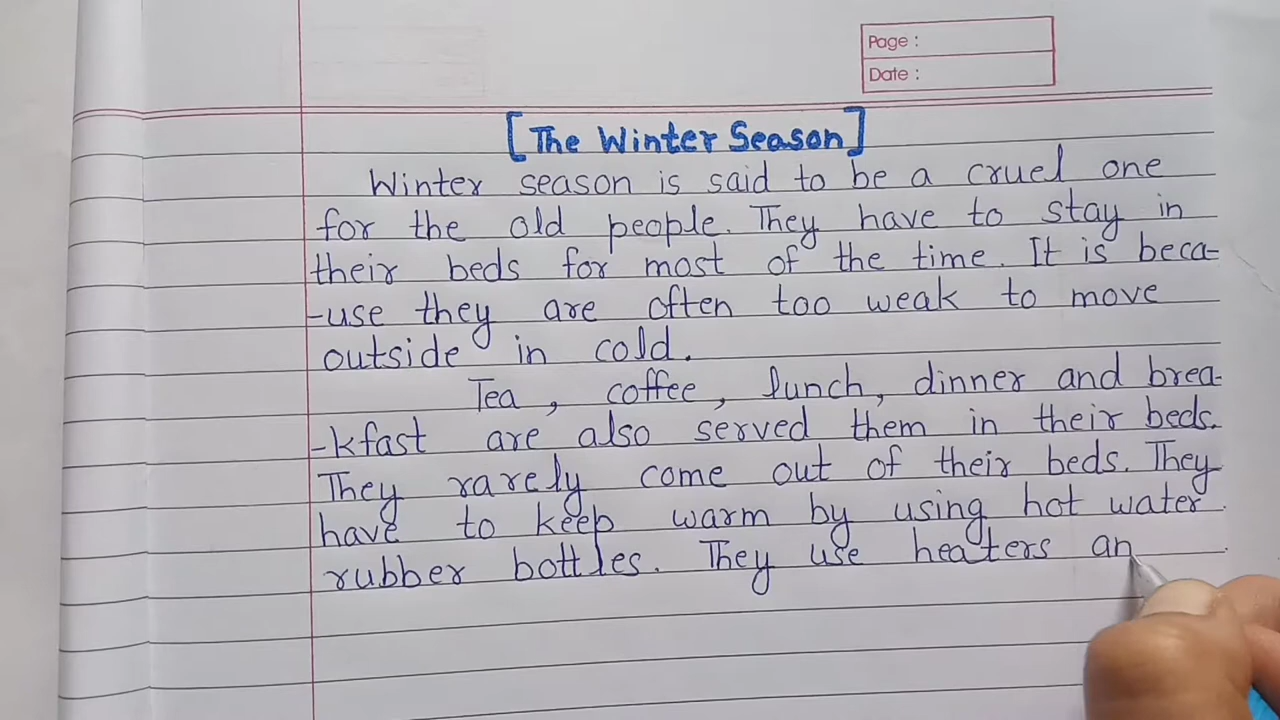 Page :
Date :
[The Winter Season]
Winter season is said to be a cruel one
for the old people. They have to stay in
their beds for most of the time. It is beca-
-use they are often too weak to move
outside in cold.
Tea, coffee, lunch, dinner and brea-
-kfast are also served them in their beds.
They rarely come out of their beds. They
have to keep warm by using hot water
rubber bottles. They use heaters an